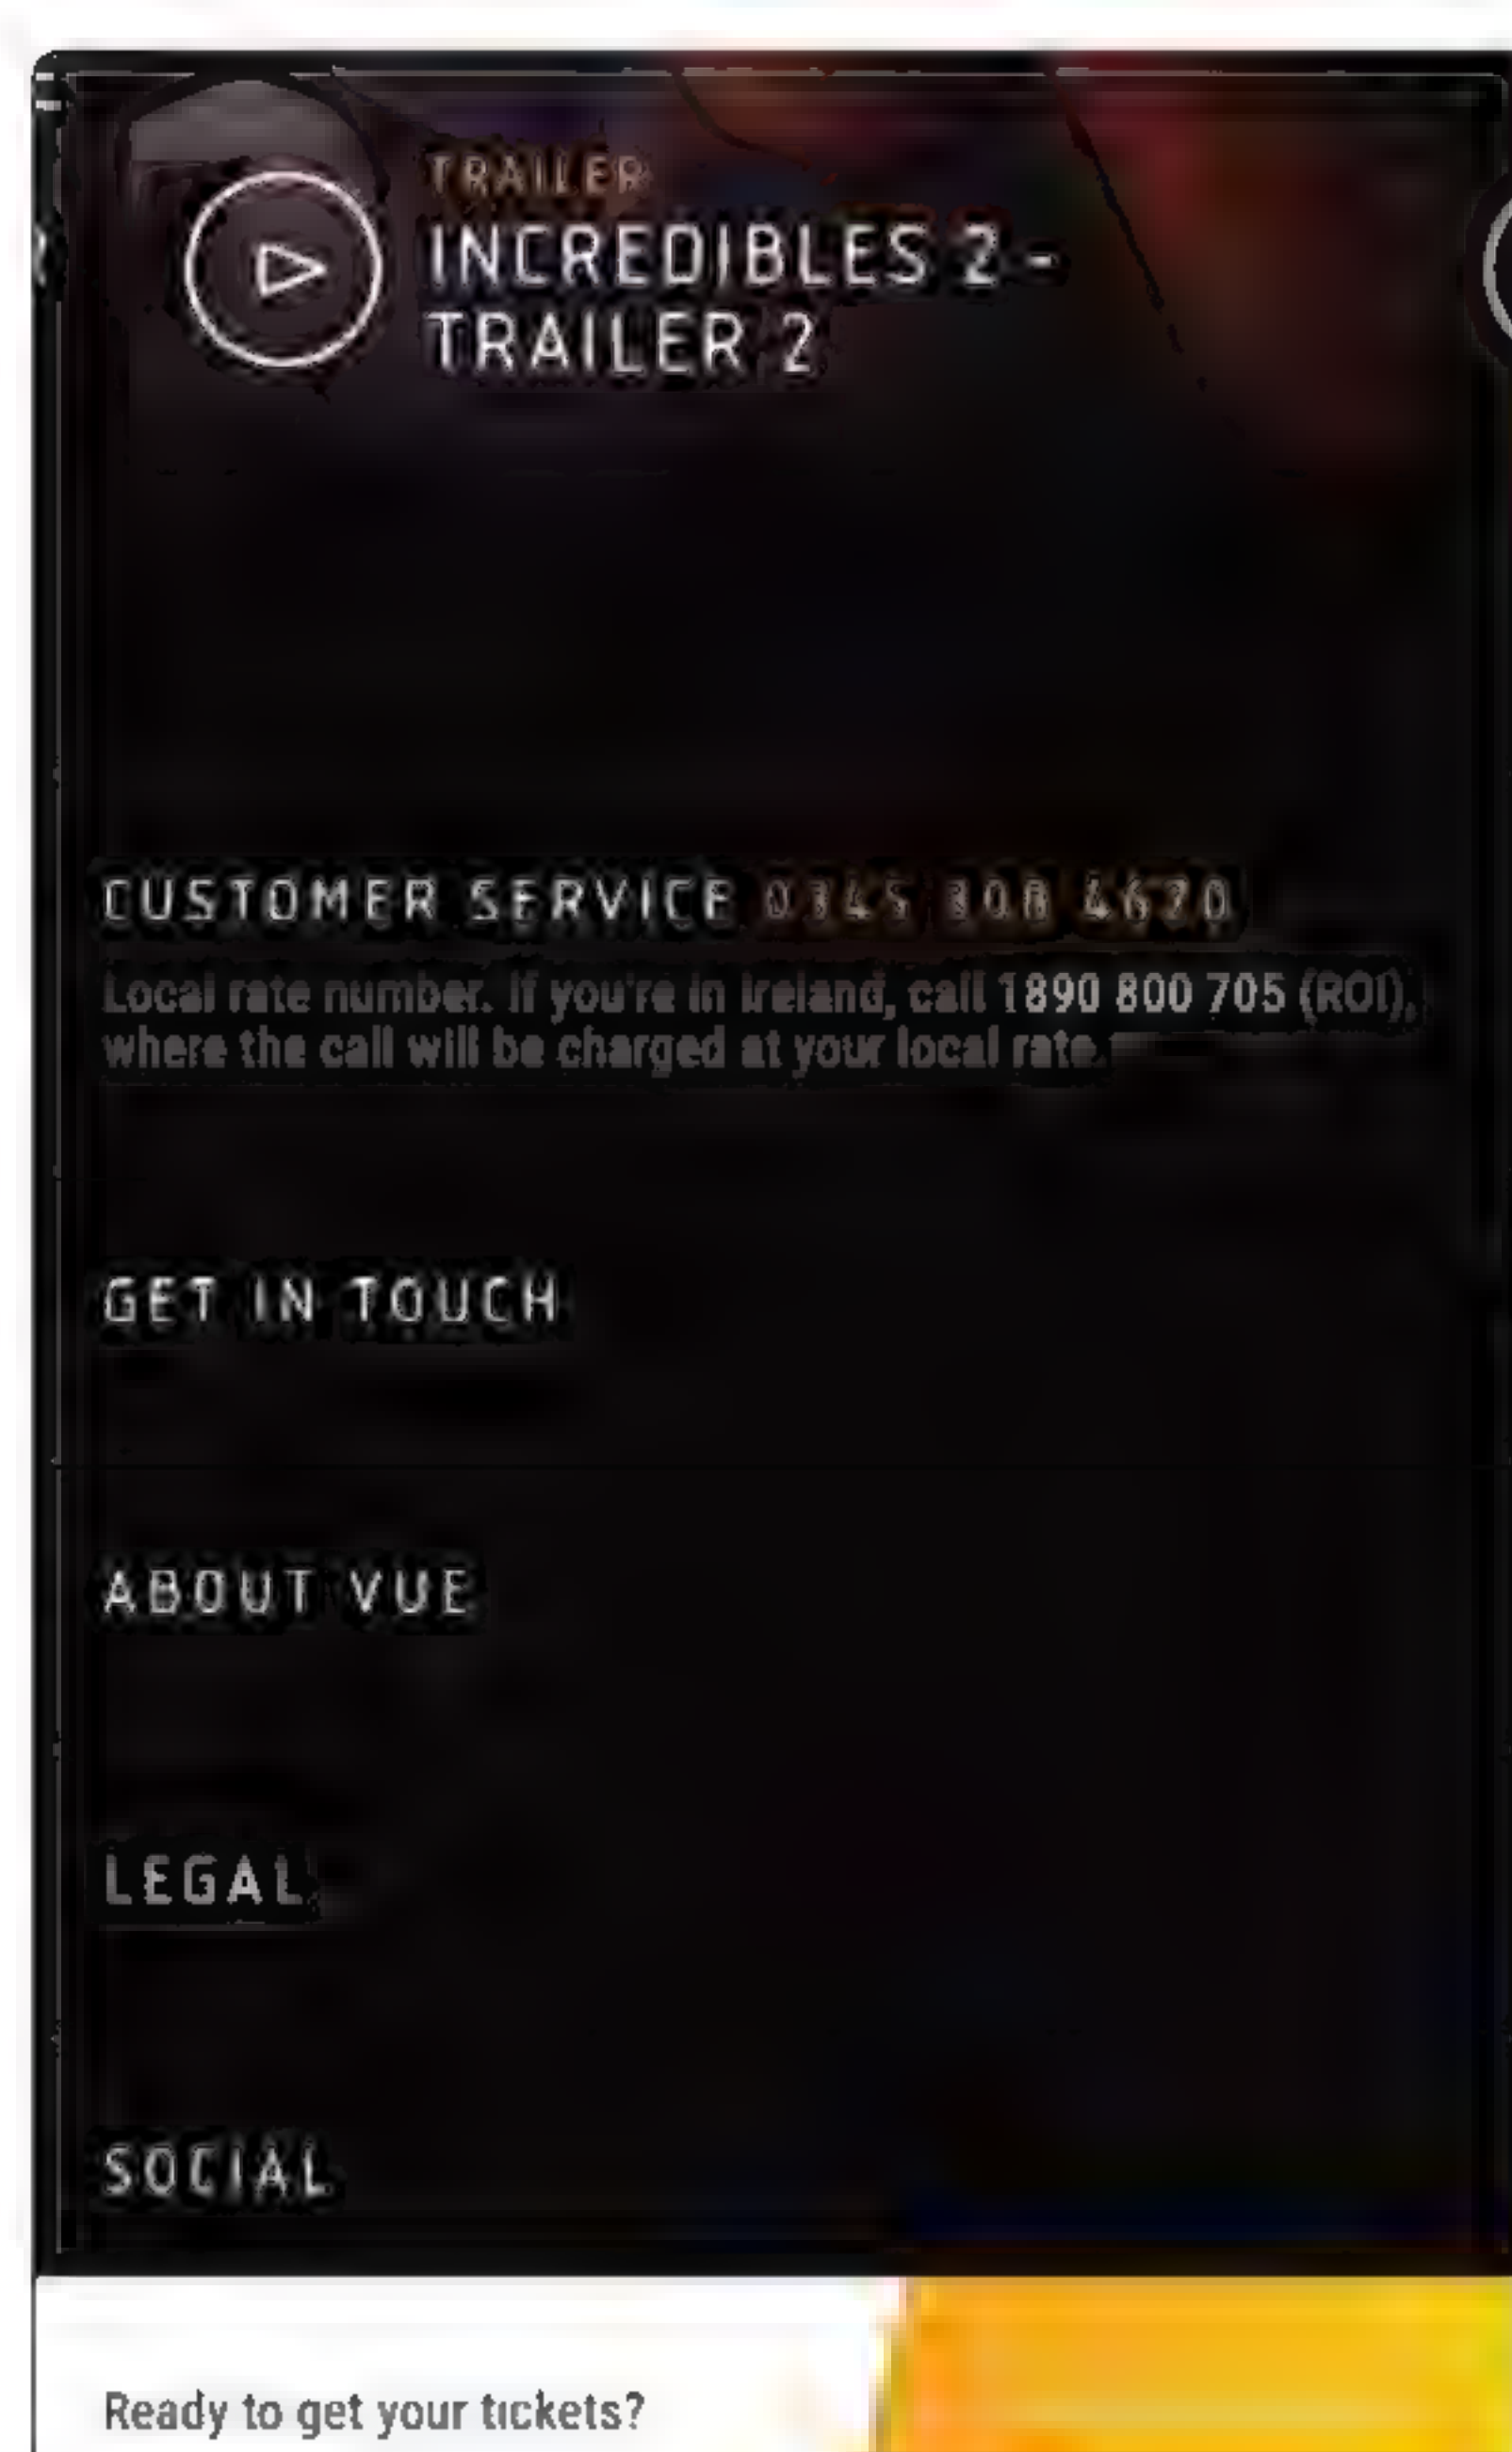 TRAILER
INCREDIBLES 2 -
TRAILER 2
CUSTOMER SERVICE 0345 308 4620
Local rate number. If you're in Ireland, call 1890 800 705 (ROI),
where the call will be charged at your local rate.
GET IN TOUCH
ABOUT VUE
LEGAL
SOCIAL
Ready to get your tickets?